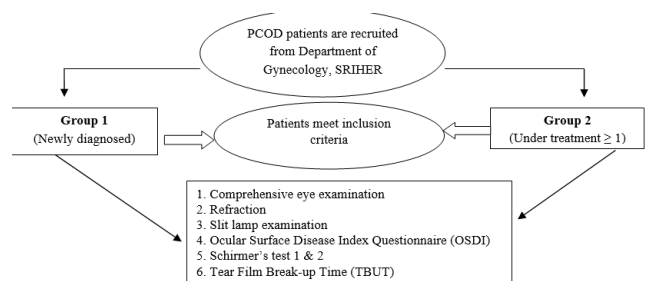 PCOD patients are recruited
from Department of
Gynecology, SRIHER
Group 1
(Newly diagnosed)
Patients meet inclusion
criteria
Group 2
(Under treatment ≥ 1)
1. Comprehensive eye examination
2. Refraction
3. Slit lamp examination
4. Ocular Surface Disease Index Questionnaire (OSDI)
5. Schirmer's test 1 & 2
6. Tear Film Break-up Time (TBUT)